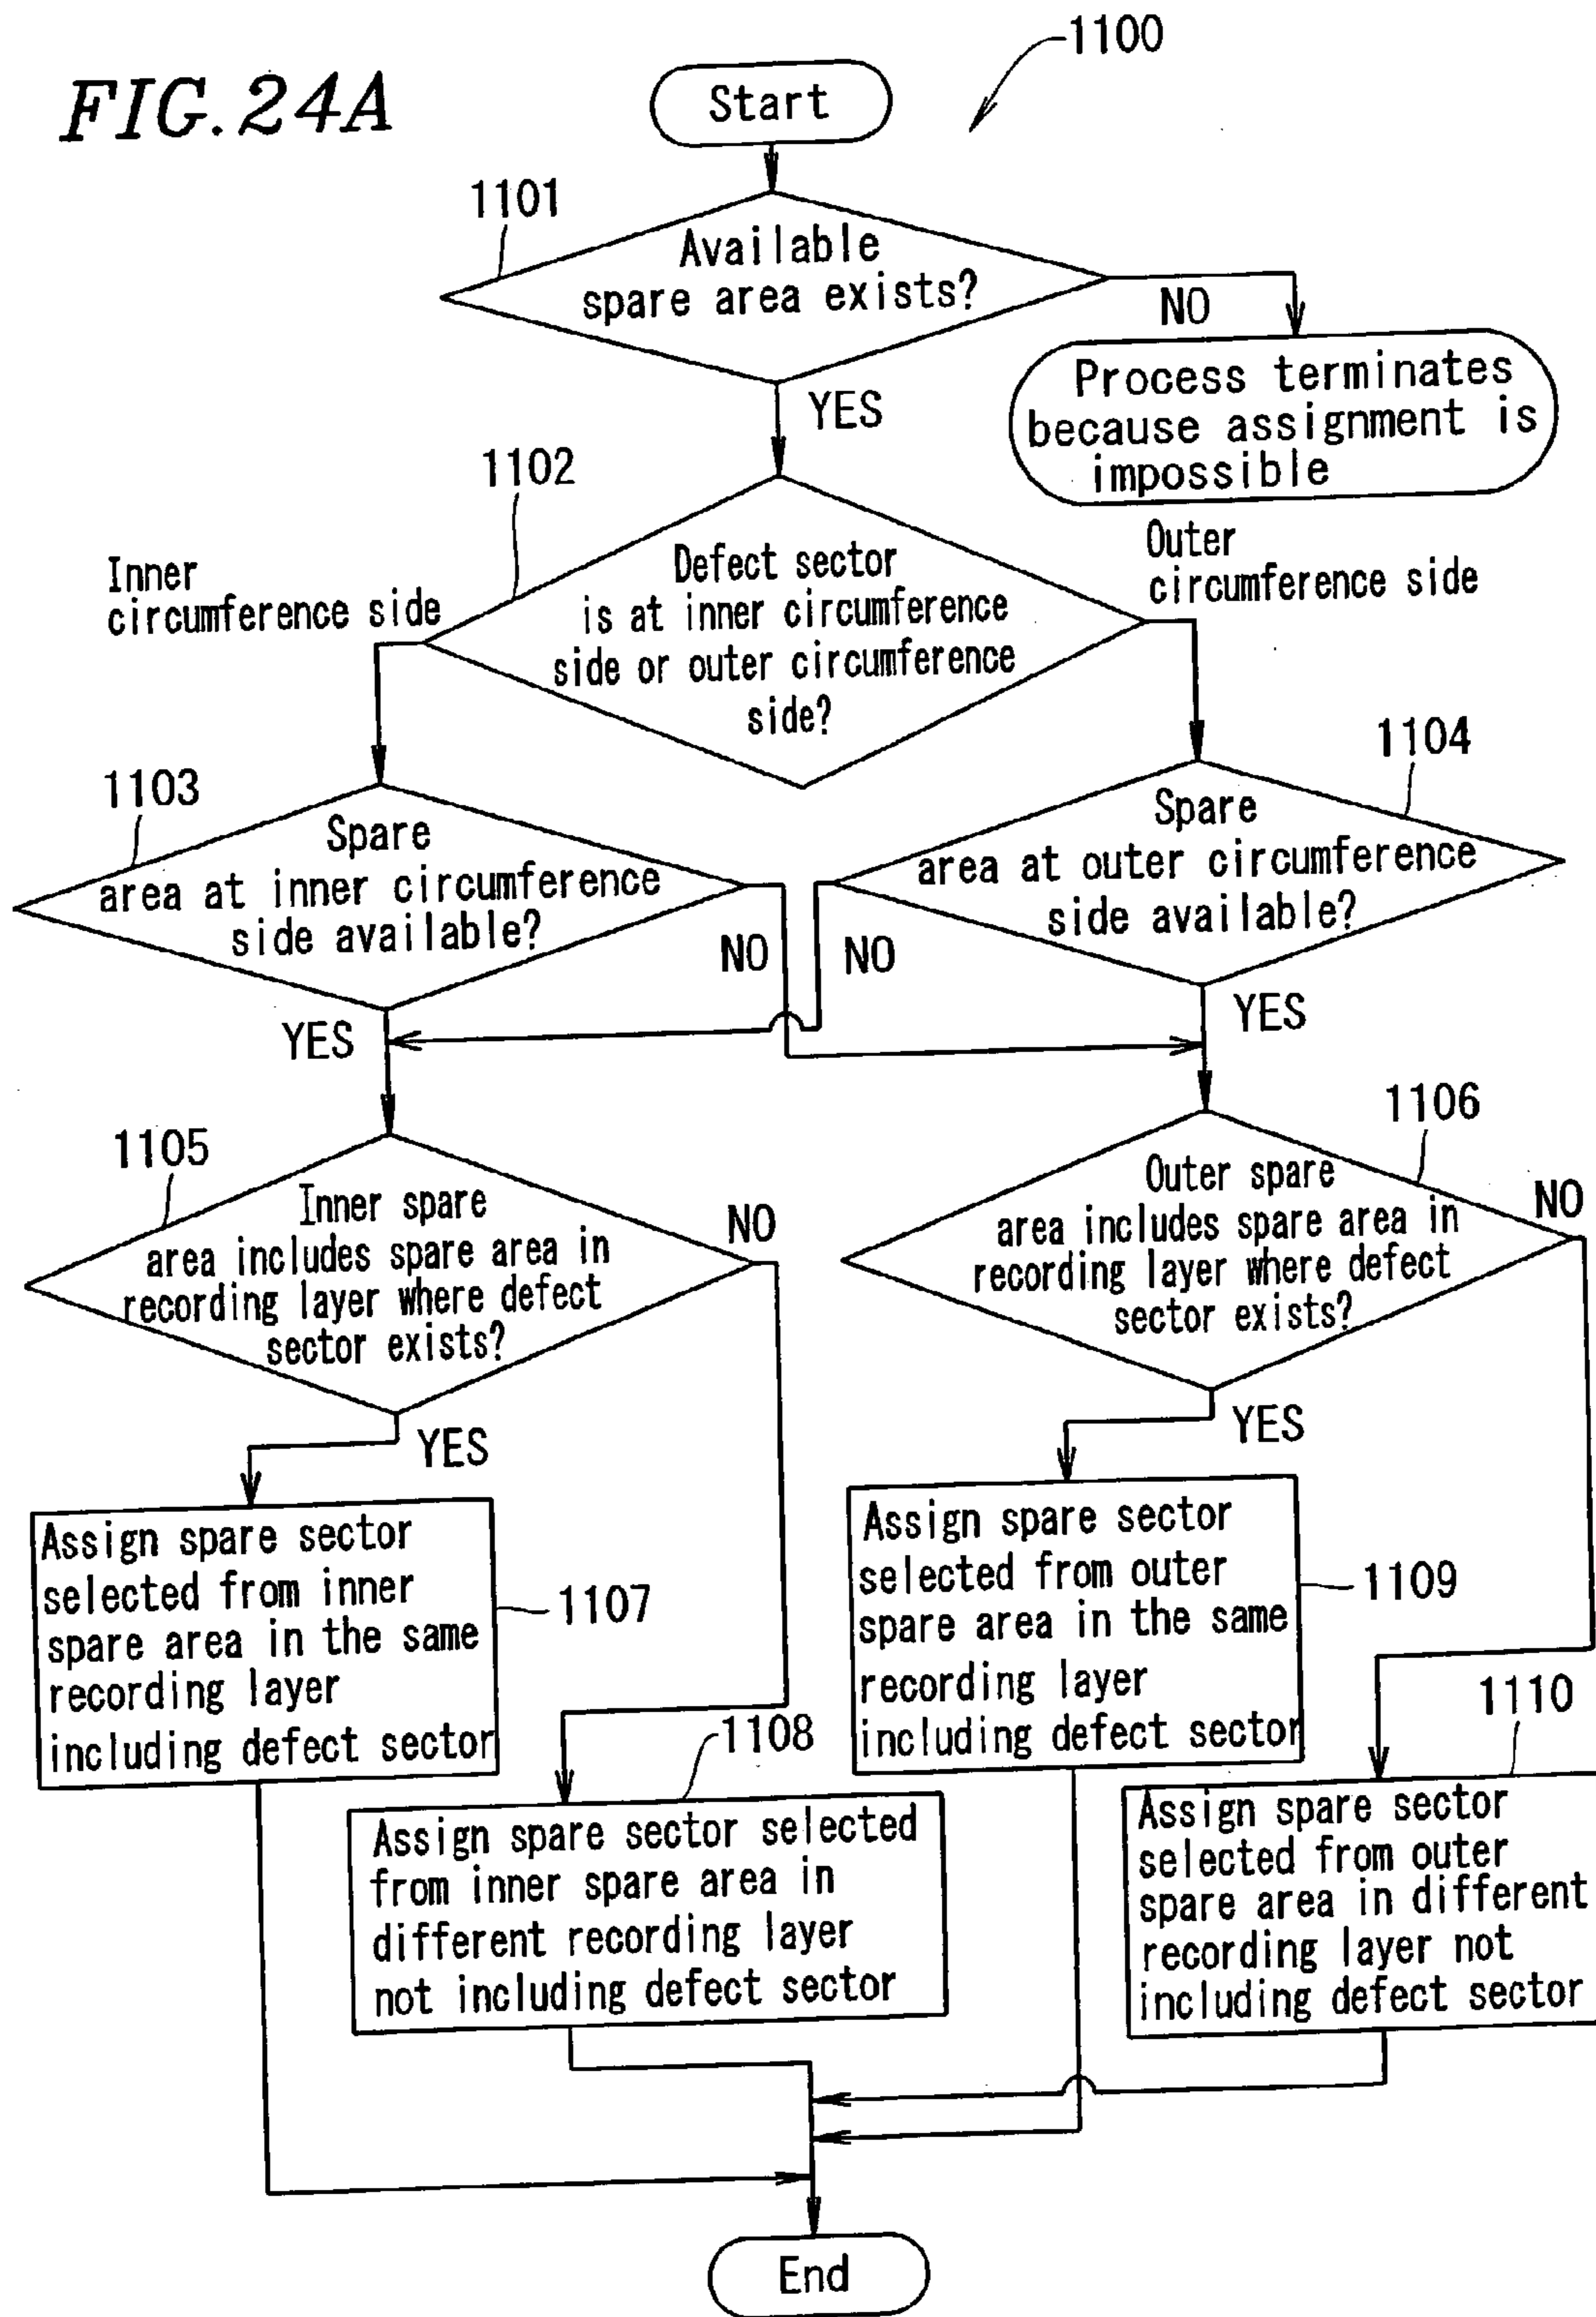 FIG.24A
1100
Start
1101
Available
spare area exists?
NO
Process terminates
because assignment is
impossible
YES
1102
Inner
circumference side
Defect sector
is at inner circumference
side or outer circumference
side?
Outer
circumference side
1103
Spare
area at inner circumference
side available?
NO
YES
1104
Spare
area at outer circumference
side available?
NO
YES
1105
Inner spare
area includes spare area in
recording layer where defect
sector exists?
NO
YES
1106
Outer spare
area includes spare area in
recording layer where defect
sector exists?
NO
YES
Assign spare sector
selected from inner
spare area in the same
recording layer
including defect sector
1107
1108
Assign spare sector selected
from inner spare area in
different recording layer
not including defect sector
Assign spare sector
selected from outer
spare area in the same
recording layer
including defect sector
1109
1110
Assign spare sector
selected from outer
spare area in different
recording layer not
including defect sector
End